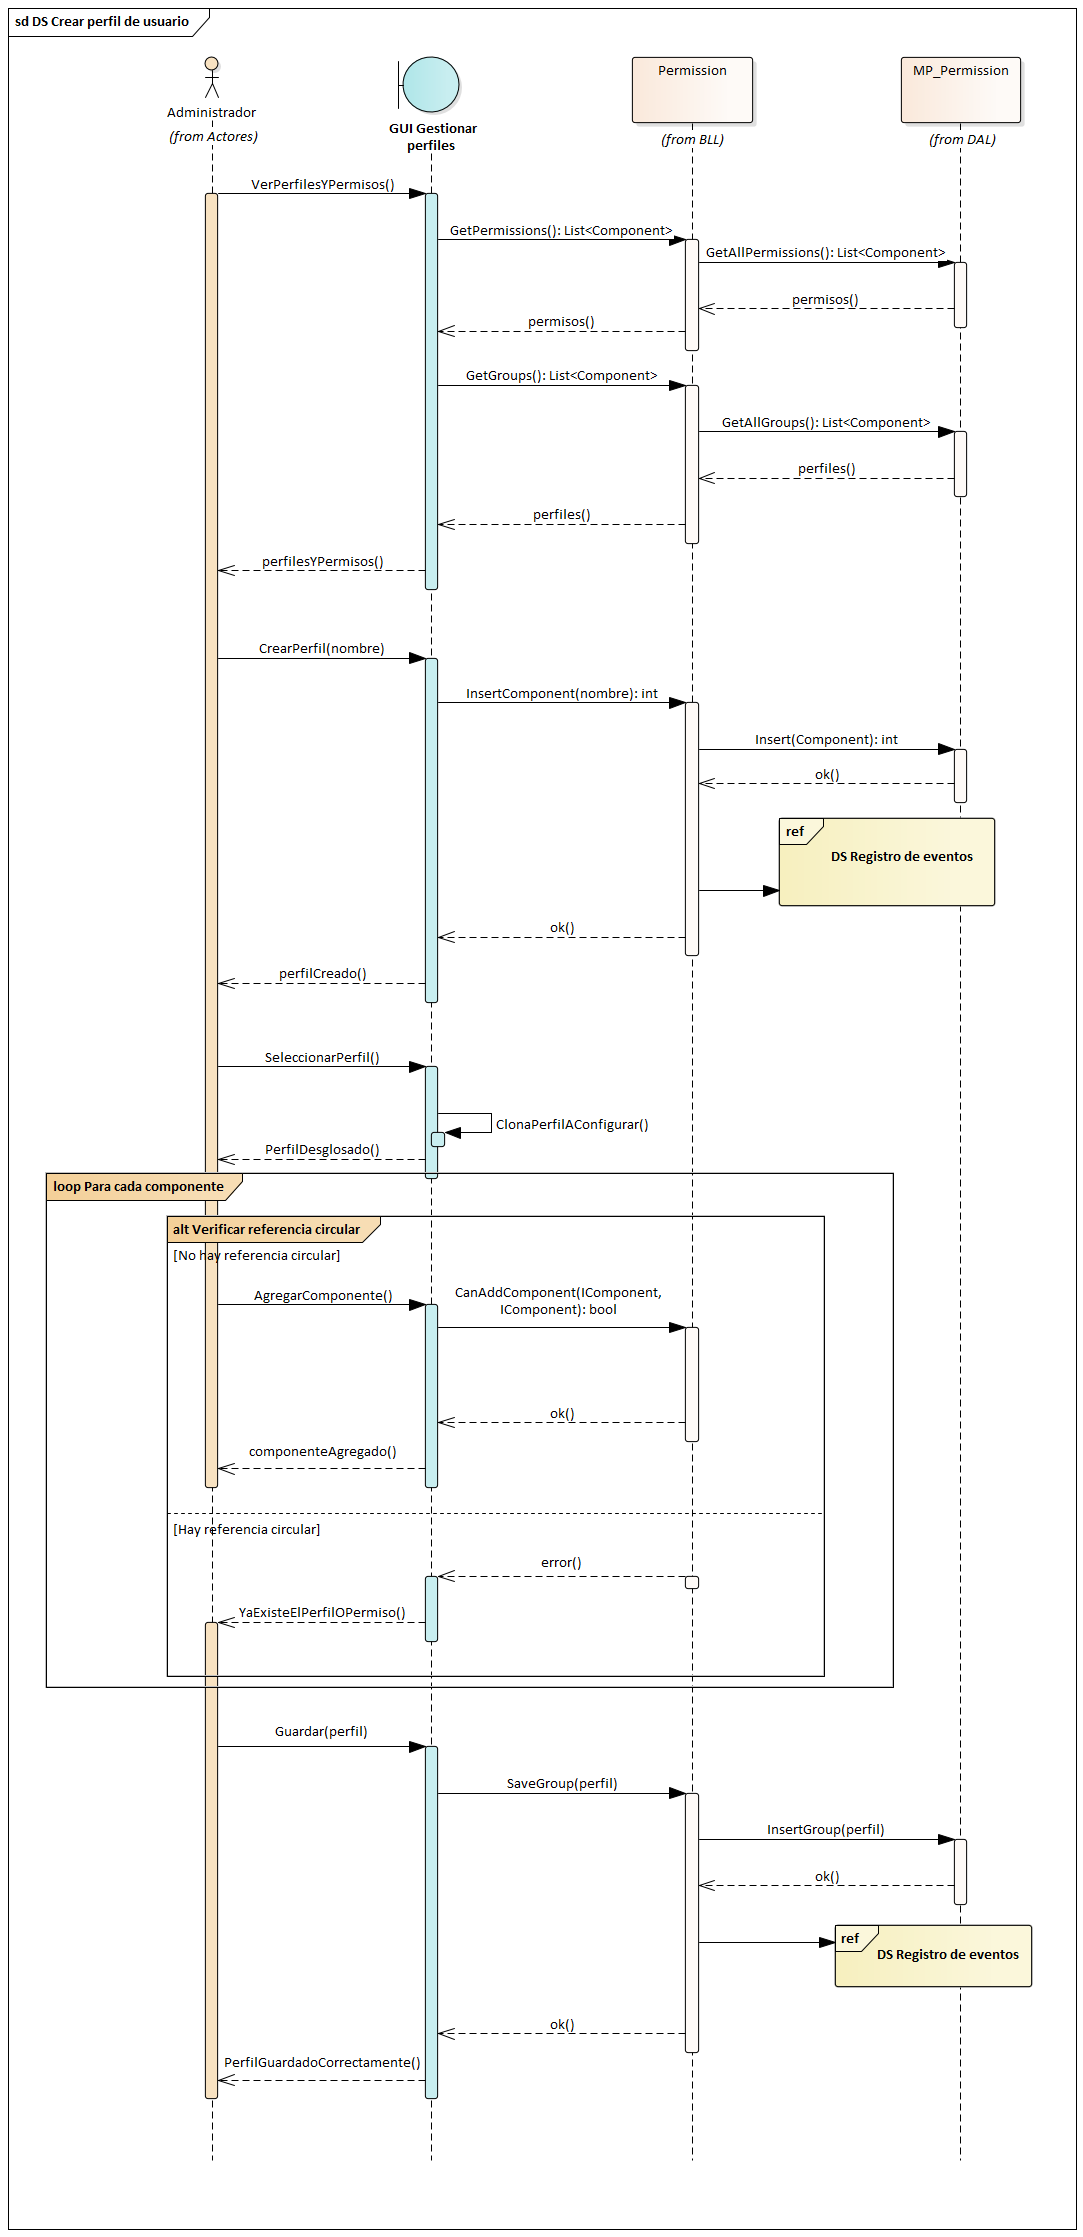 sd DS Crear perfil de usuario
Administrador
(from Actores)
GUI Gestionar
perfiles
Permission
(from BLL)
MP_Permission
(from DAL)
VerPerfilesYPermisos()
GetPermissions(): List<Component>
GetAllPermissions(): List<Component>
permisos()
permisos()
GetGroups(): List<Component>
GetAllGroups(): List<Component>
perfiles()
perfiles()
perfilesYPermisos()
CrearPerfil(nombre)
InsertComponent(nombre): int
Insert(Component): int
ok()
ref
DS Registro de eventos
ok()
perfilCreado()
SeleccionarPerfil()
ClonaPerfilAConfigurar()
PerfilDesglosado()
loop Para cada componente
alt Verificar referencia circular
[No hay referencia circular]
AgregarComponente()
CanAddComponent(IComponent,
IComponent): bool
ok()
componenteAgregado()
[Hay referencia circular]
error()
YaExisteElPerfilOPermiso()
Guardar(perfil)
SaveGroup(perfil)
InsertGroup(perfil)
ok()
ref
DS Registro de eventos
ok()
PerfilGuardadoCorrectamente()